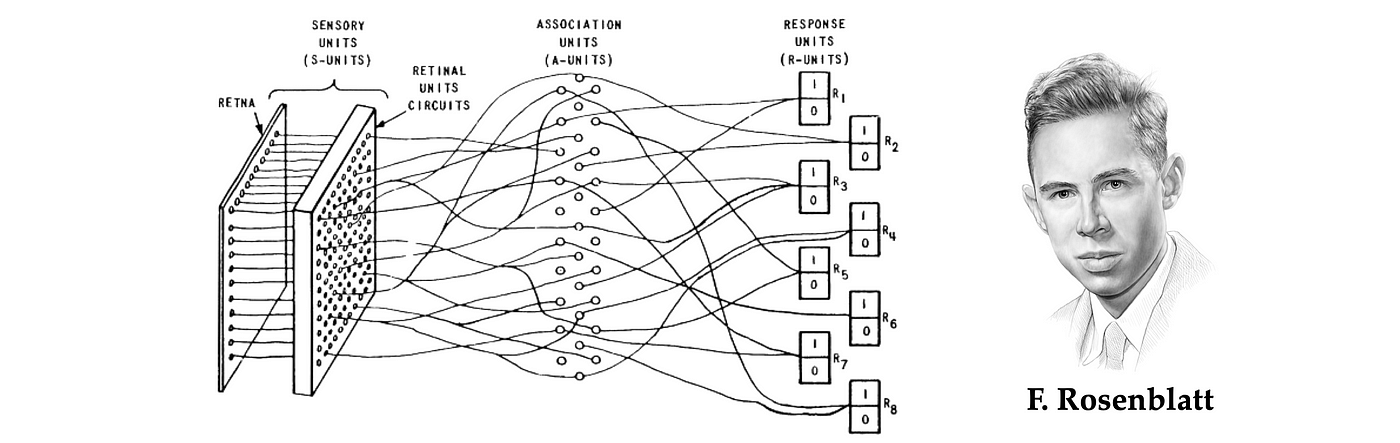 SENSORY
UNITS
(S-UNITS)
RETNA
RETINAL
UNITS
CIRCUITS
ASSOCIATION
UNITS
(A-UNITS)
RESPONSE
UNITS
(R-UNITS)
1
0
R1
1
0
R2
1
0
R3
1
0
R4
1
0
R5
1
0
R6
1
0
R7
1
0
R8
F. Rosenblatt